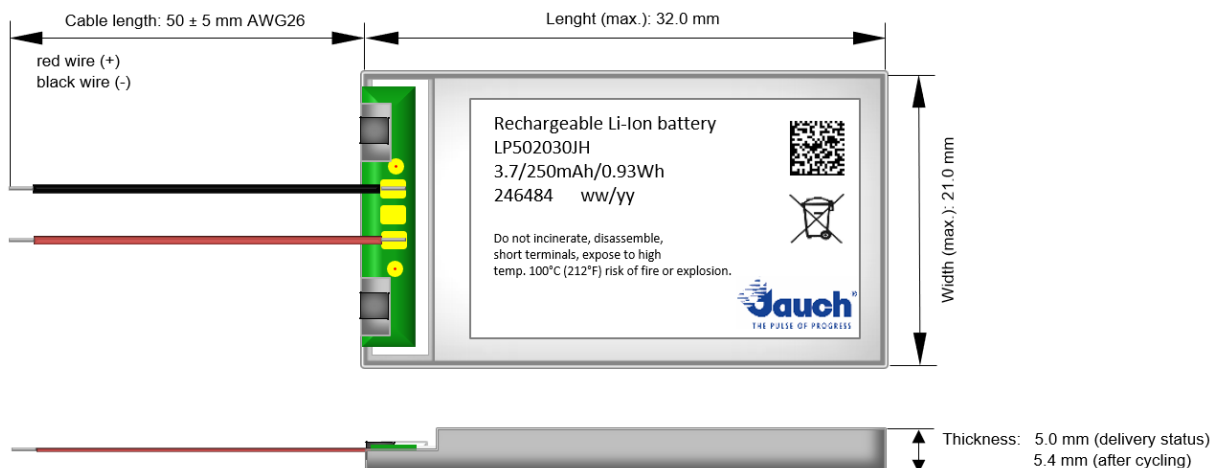 Cable length: 50 ± 5 mm AWG26
Lenght (max.): 32.0 mm
red wire (+)
black wire (-)
Rechargeable Li-Ion battery
LP502030JH
3.7/250mAh/0.93Wh
246484 ww/yy
Do not incinerate, disassemble,
short terminals, expose to high
temp. 100°C (212°F) risk of fire or explosion.
Jauch®
THE PULSE OF PROGRESS
Width (max.): 21.0 mm
Thickness: 5.0 mm (delivery status)
5.4 mm (after cycling)